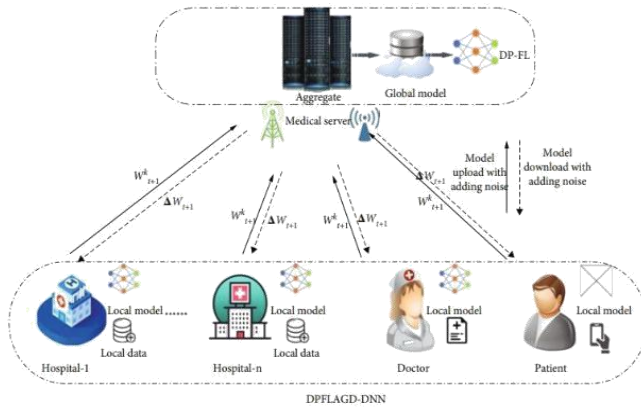 DP-FL
Aggregate
Global model
Medical server
W^k_{t+1}
ΔW_{t+1}
W^k_{t+1}
ΔW_{t+1}
W^k_{t+1}
ΔW_{t+1}
ΔW_{t+1}
W^k_{t+1}
Model
upload with
adding noise
Model
download with
adding noise
Local model
......
Local data
Hospital-1
Local model
Local data
Hospital-n
Local model
Doctor
Local model
Patient
DPFLAGD-DNN